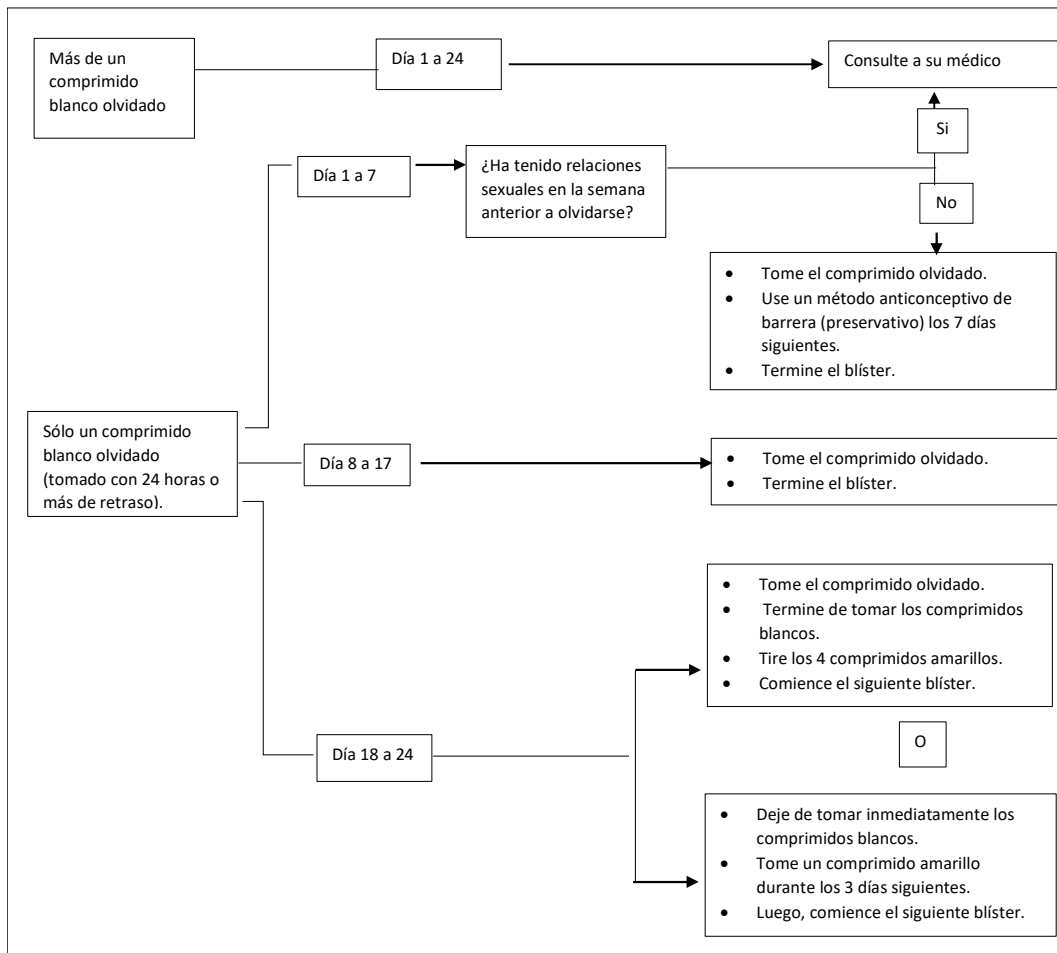 Más de un
comprimido
blanco olvidado
Día 1 a 24
Consulte a su médico
Si
Día 1 a 7
¿Ha tenido relaciones
sexuales en la semana
anterior a olvidarse?
No
• Tome el comprimido olvidado.
• Use un método anticonceptivo de
barrera (preservativo) los 7 días
siguientes.
• Termine el blíster.
Sólo un comprimido
blanco olvidado
(tomado con 24 horas o
más de retraso).
Día 8 a 17
• Tome el comprimido olvidado.
• Termine el blíster.
Día 18 a 24
• Tome el comprimido olvidado.
• Termine de tomar los comprimidos
blancos.
• Tire los 4 comprimidos amarillos.
• Comience el siguiente blíster.
O
• Deje de tomar inmediatamente los
comprimidos blancos.
• Tome un comprimido amarillo
durante los 3 días siguientes.
• Luego, comience el siguiente blíster.